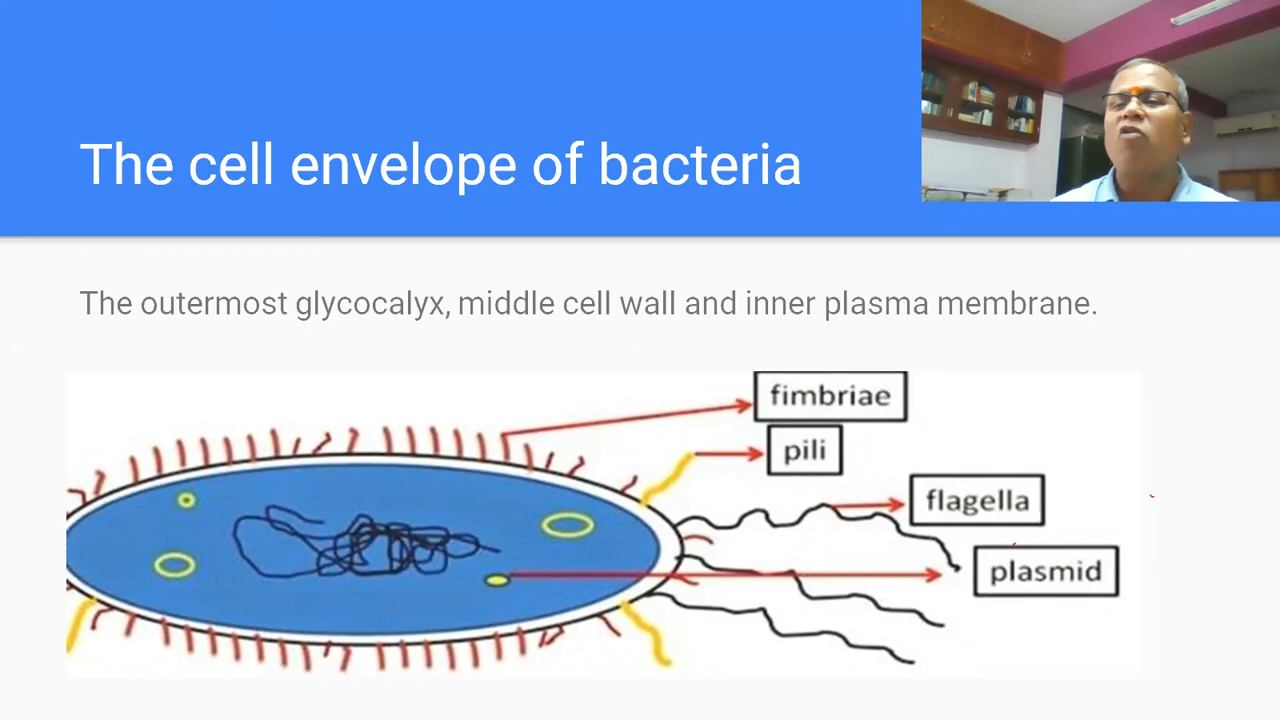 The cell envelope of bacteria
The outermost glycocalyx, middle cell wall and inner plasma membrane.
fimbriae
pili
flagella
plasmid